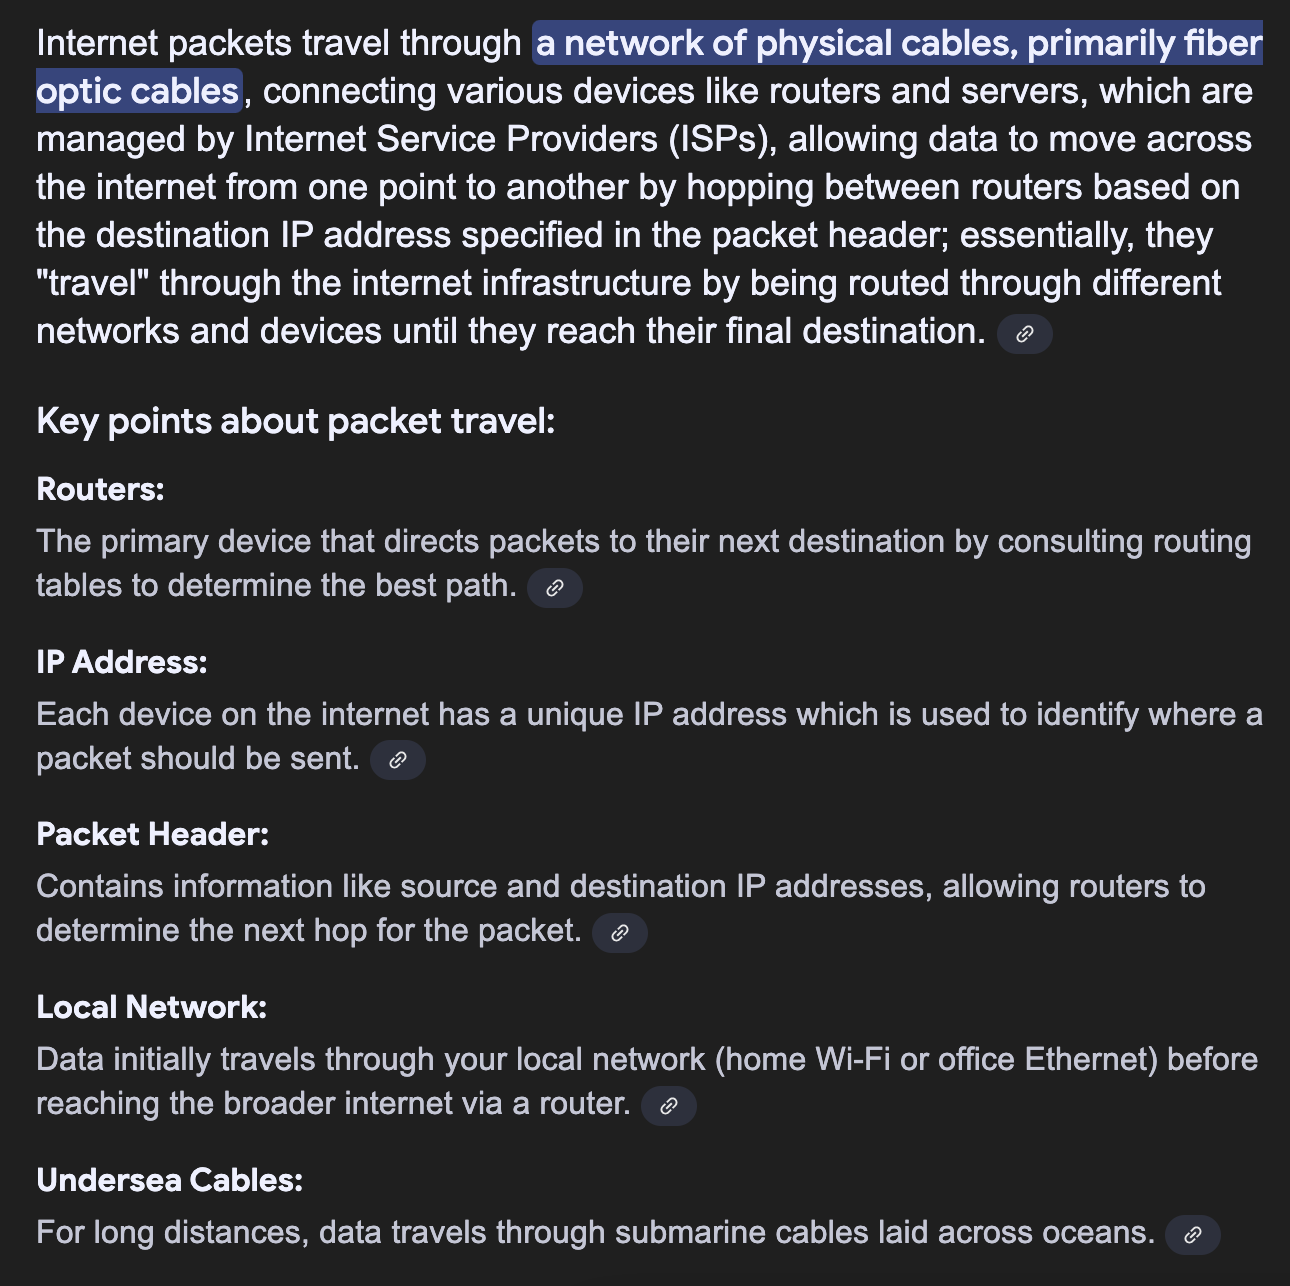 Internet packets travel through a network of physical cables, primarily fiber
optic cables, connecting various devices like routers and servers, which are
managed by Internet Service Providers (ISPs), allowing data to move across
the internet from one point to another by hopping between routers based on
the destination IP address specified in the packet header; essentially, they
"travel" through the internet infrastructure by being routed through different
networks and devices until they reach their final destination.
Key points about packet travel:
Routers:
The primary device that directs packets to their next destination by consulting routing
tables to determine the best path.
IP Address:
Each device on the internet has a unique IP address which is used to identify where a
packet should be sent.
Packet Header:
Contains information like source and destination IP addresses, allowing routers to
determine the next hop for the packet.
Local Network:
Data initially travels through your local network (home Wi-Fi or office Ethernet) before
reaching the broader internet via a router.
Undersea Cables:
For long distances, data travels through submarine cables laid across oceans.